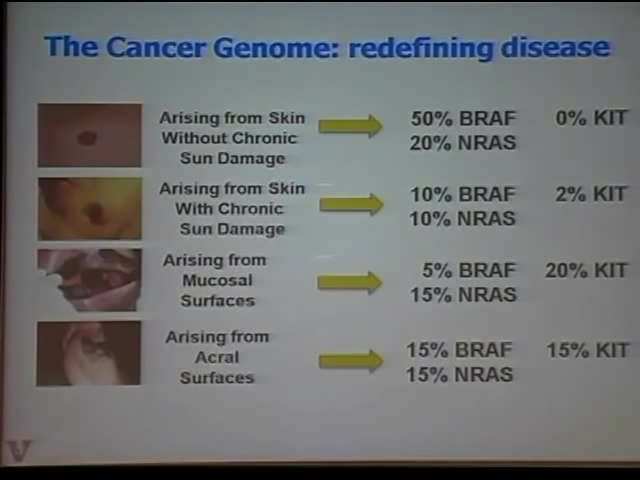 The Cancer Genome: redefining disease
Arising from Skin
Without Chronic
Sun Damage
50% BRAF 0% KIT
20% NRAS
Arising from Skin
With Chronic
Sun Damage
10% BRAF 2% KIT
10% NRAS
Arising from
Mucosal
Surfaces
5% BRAF 20% KIT
15% NRAS
Arising from
Acral
Surfaces
15% BRAF 15% KIT
15% NRAS
V